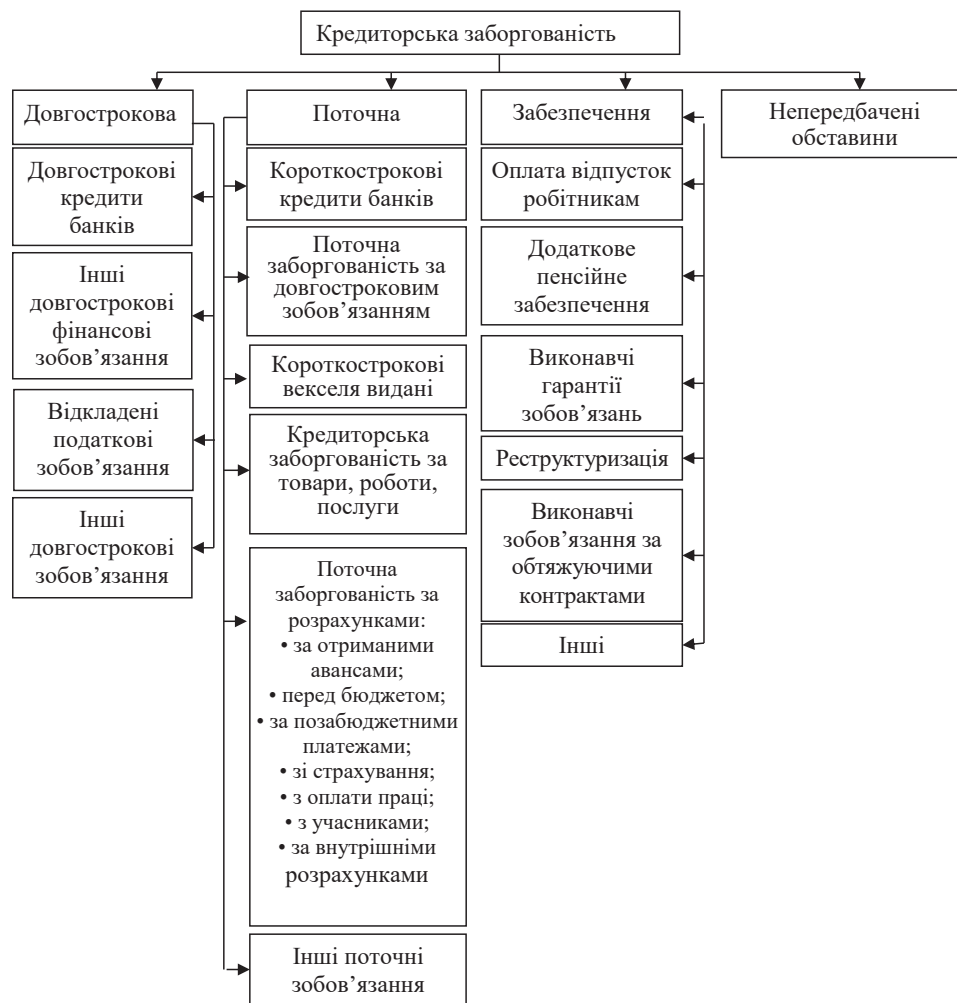 Кредиторська заборгованість
Довгострокова
Довгострокові
кредити
банків
Інші
довгострокові
фінансові
зобов’язання
Відкладені
податкові
зобов’язання
Інші
довгострокові
зобов’язання
Поточна
Короткострокові
кредити банків
Поточна
заборгованість за
довгостроковим
зобов’язанням
Короткострокові
векселя видані
Кредиторська
заборгованість за
товари, роботи,
послуги
Поточна
заборгованість за
розрахунками:
• за отриманими
авансами;
• перед бюджетом;
• за позабюджетними
платежами;
• зі страхування;
• з оплати праці;
• з учасниками;
• за внутрішніми
розрахунками
Інші поточні
зобов’язання
Забезпечення
Оплата відпусток
робітникам
Додаткове
пенсійне
забезпечення
Виконавчі
гарантії
зобов’язань
Реструктуризація
Виконавчі
зобов’язання за
обтяжуючими
контрактами
Інші
Непередбачені
обставини